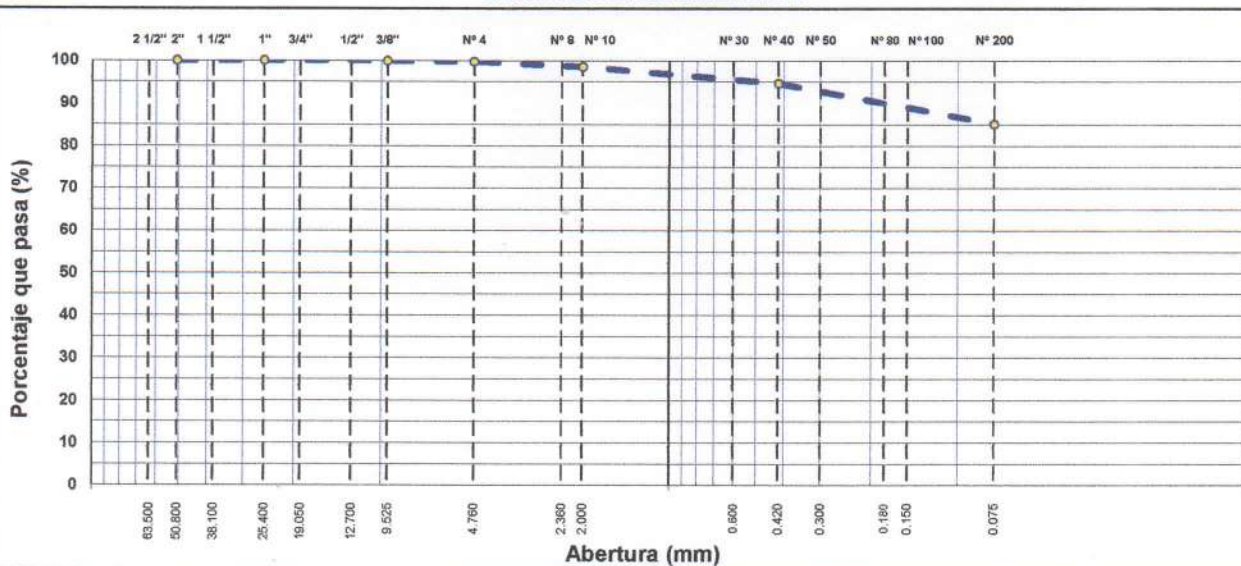 2 1/2" 2" 1 1/2" 1" 3/4" 1/2" 3/8" Nº 4 Nº 8 Nº 10 Nº 30 Nº 40 Nº 50 Nº 80 Nº 100 Nº 200
100
90
80
70
60
50
40
30
20
10
0
Porcentaje que pasa (%)
63.500 50.800 38.100 25.400 19.050 12.700 9.525 4.760 2.360 2.000 0.600 0.420 0.300 0.180 0.150 0.075
Abertura (mm)